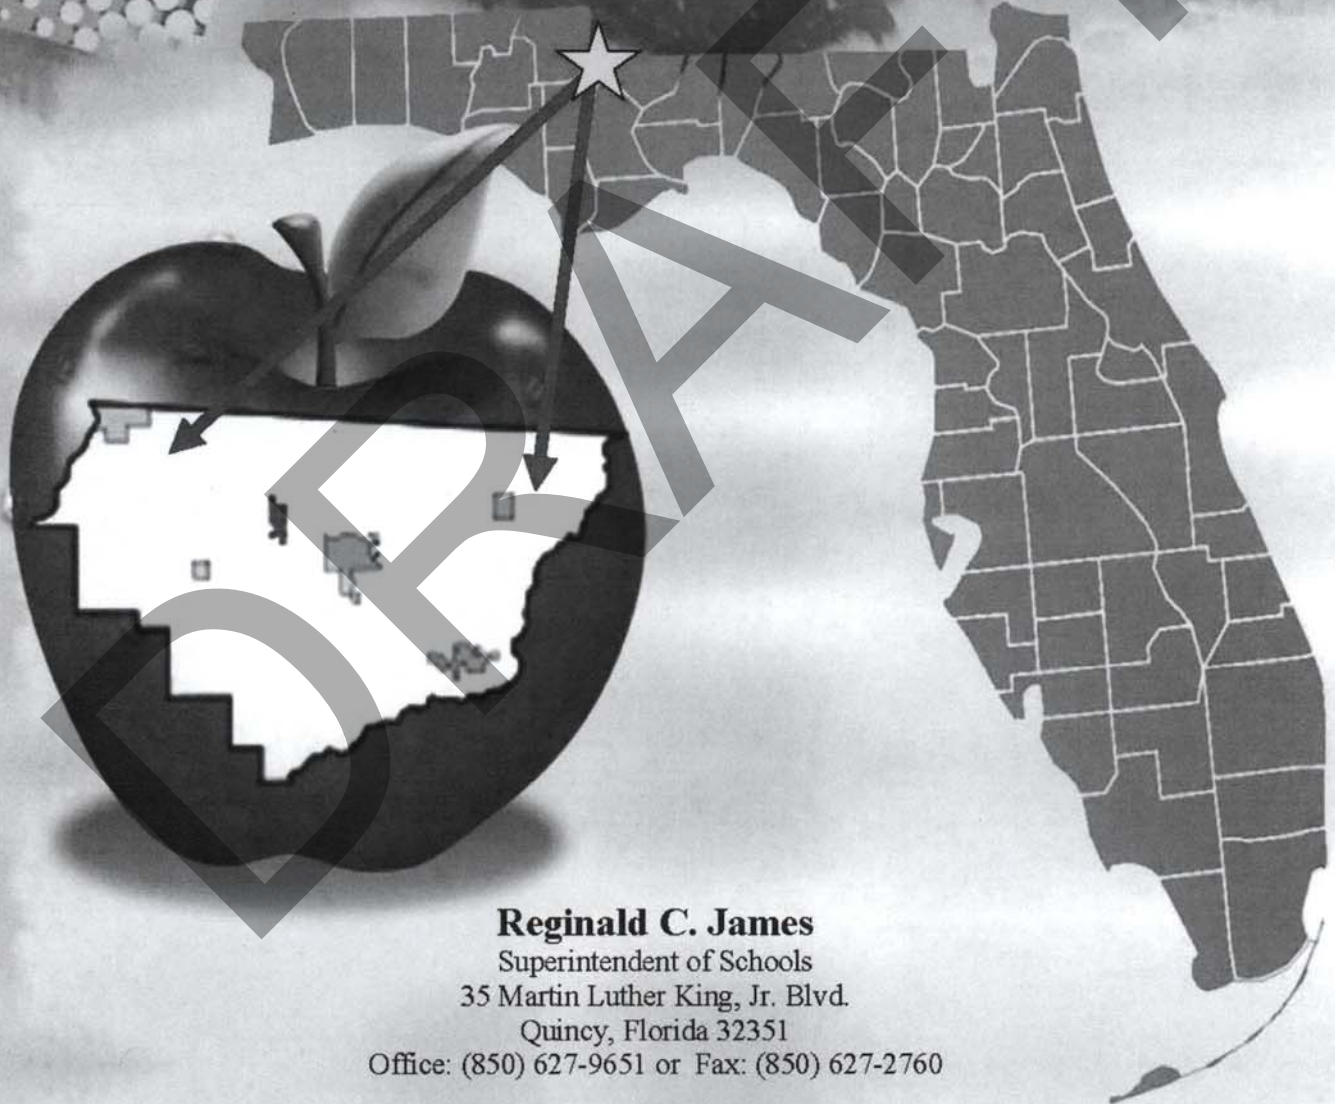 DRAFT
Reginald C. James
Superintendent of Schools
35 Martin Luther King, Jr. Blvd.
Quincy, Florida 32351
Office: (850) 627-9651 or Fax: (850) 627-2760